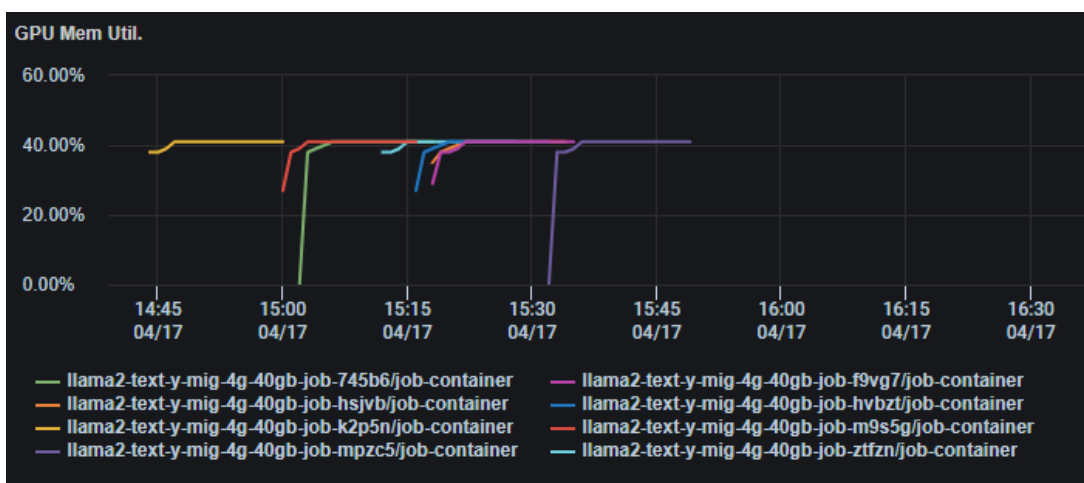 GPU Mem Util.
60.00%
40.00%
20.00%
0.00%
14:45 15:00 15:15 15:30 15:45 16:00 16:15 16:30
04/17 04/17 04/17 04/17 04/17 04/17 04/17 04/17
llama2-text-y-mig-4g-40gb-job-745b6/job-container llama2-text-y-mig-4g-40gb-job-f9vg7/job-container
llama2-text-y-mig-4g-40gb-job-hsjvb/job-container llama2-text-y-mig-4g-40gb-job-hvbzt/job-container
llama2-text-y-mig-4g-40gb-job-k2p5n/job-container llama2-text-y-mig-4g-40gb-job-m9s5g/job-container
llama2-text-y-mig-4g-40gb-job-mpzc5/job-container llama2-text-y-mig-4g-40gb-job-ztfzn/job-container